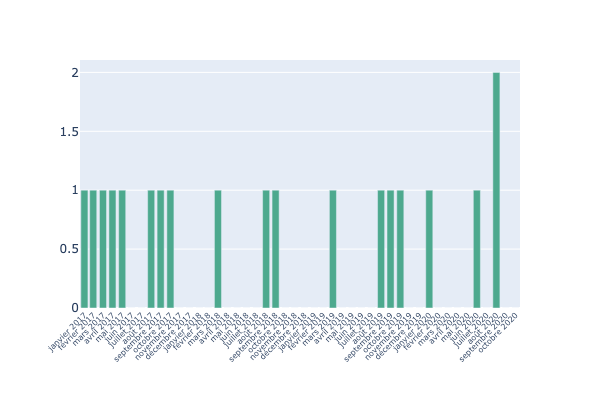 2
1.5
1
0.5
0
janvier 2017
février 2017
mars 2017
avril 2017
mai 2017
juin 2017
juillet 2017
août 2017
septembre 2017
octobre 2017
novembre 2017
décembre 2017
janvier 2018
février 2018
mars 2018
avril 2018
mai 2018
juin 2018
juillet 2018
août 2018
septembre 2018
octobre 2018
novembre 2018
décembre 2018
janvier 2019
février 2019
mars 2019
avril 2019
mai 2019
juin 2019
juillet 2019
août 2019
septembre 2019
octobre 2019
novembre 2019
décembre 2019
janvier 2020
février 2020
mars 2020
avril 2020
mai 2020
juin 2020
juillet 2020
août 2020
septembre 2020
octobre 2020